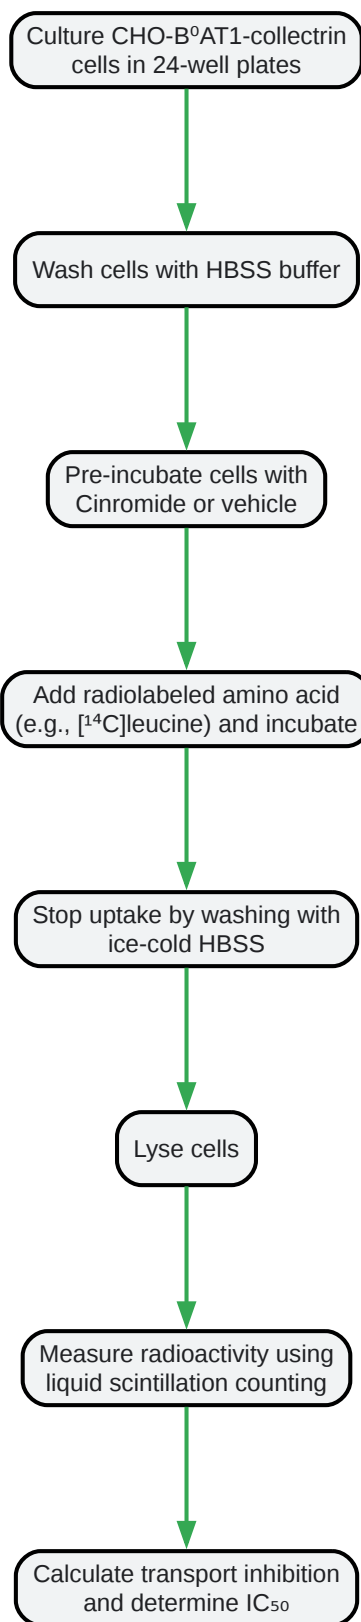 Culture CHO-B⁰AT1-collectrin
cells in 24-well plates
Wash cells with HBSS buffer
Pre-incubate cells with
Cinromide or vehicle
Add radiolabeled amino acid
(e.g., [¹⁴C]leucine) and incubate
Stop uptake by washing with
ice-cold HBSS
Lyse cells
Measure radioactivity using
liquid scintillation counting
Calculate transport inhibition
and determine IC₅₀